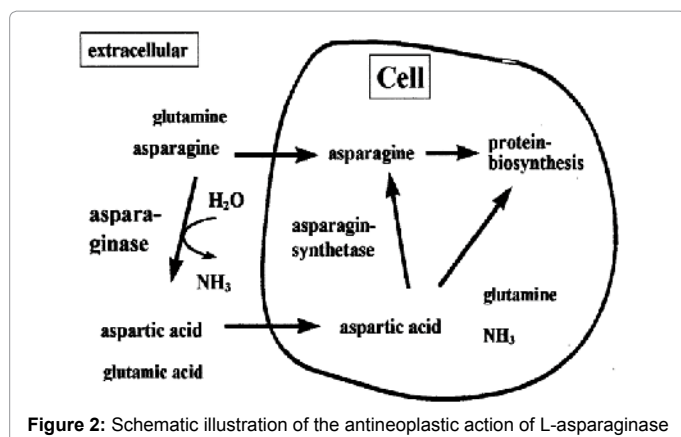 extracellular
Cell
glutamine
asparagine
asparagine
protein-
biosynthesis
aspara-
ginase
H₂O
NH₃
asparagin-
synthetase
aspartic acid
glutamic acid
aspartic acid
glutamine
NH₃
Figure 2: Schematic illustration of the antineoplastic action of L-asparaginase